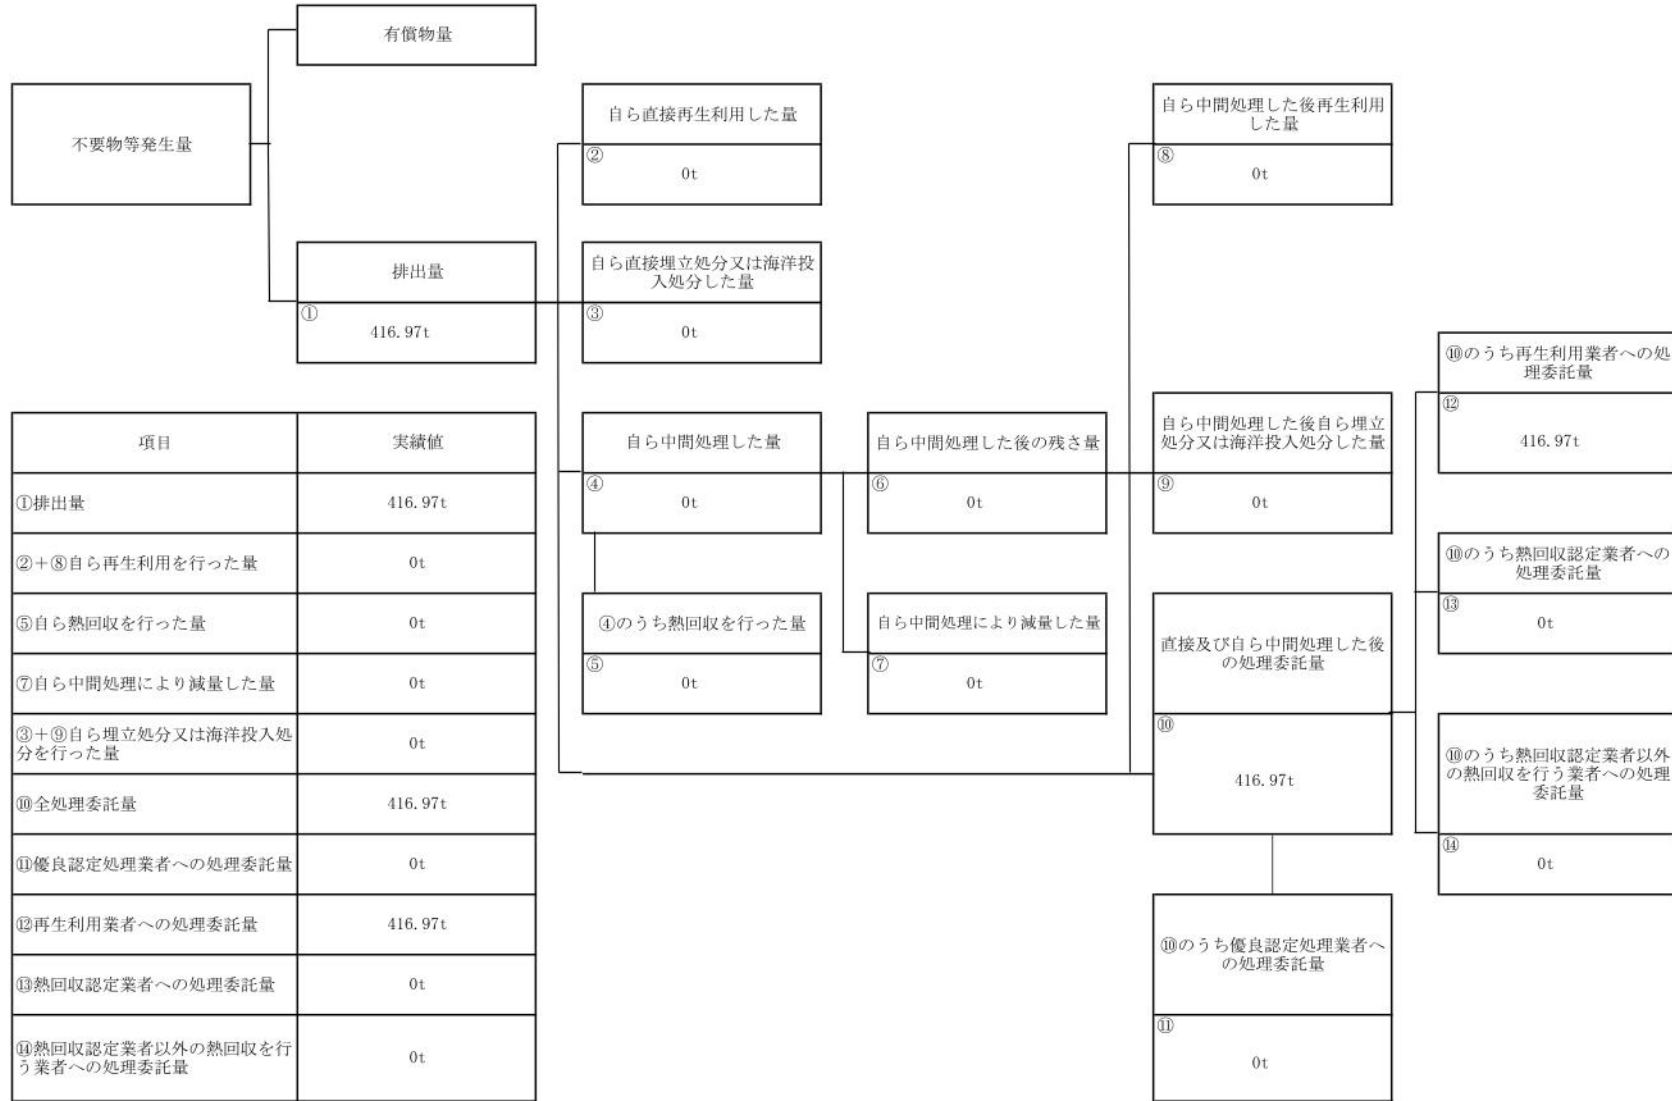 有償物量
不要物等発生量
自ら直接再生利用した量
②
0t
自ら中間処理した後再生利用
した量
⑧
0t
排出量
①
416.97t
自ら直接埋立処分又は海洋投
入処分した量
③
0t
⑩のうち再生利用業者への処
理委託量
⑫
416.97t
自ら中間処理した量
④
0t
自ら中間処理した後の残さ量
⑥
0t
自ら中間処理した後自ら埋立
処分又は海洋投入処分した量
⑨
0t
⑩のうち熱回収認定業者への
処理委託量
⑬
0t
④のうち熱回収を行った量
⑤
0t
自ら中間処理により減量した量
⑦
0t
直接及び自ら中間処理した後
の処理委託量
⑩
416.97t
⑩のうち熱回収認定業者以外
の熱回収を行う業者への処理
委託量
⑭
0t
⑩のうち優良認定処理業者へ
の処理委託量
⑪
0t
項目 実績値
①排出量 416.97t
②+⑧自ら再生利用を行った量 0t
⑤自ら熱回収を行った量 0t
⑦自ら中間処理により減量した量 0t
③+⑨自ら埋立処分又は海洋投入処
分を行った量 0t
⑩全処理委託量 416.97t
⑪優良認定処理業者への処理委託量 0t
⑫再生利用業者への処理委託量 416.97t
⑬熱回収認定業者への処理委託量 0t
⑭熱回収認定業者以外の熱回収を行
う業者への処理委託量 0t